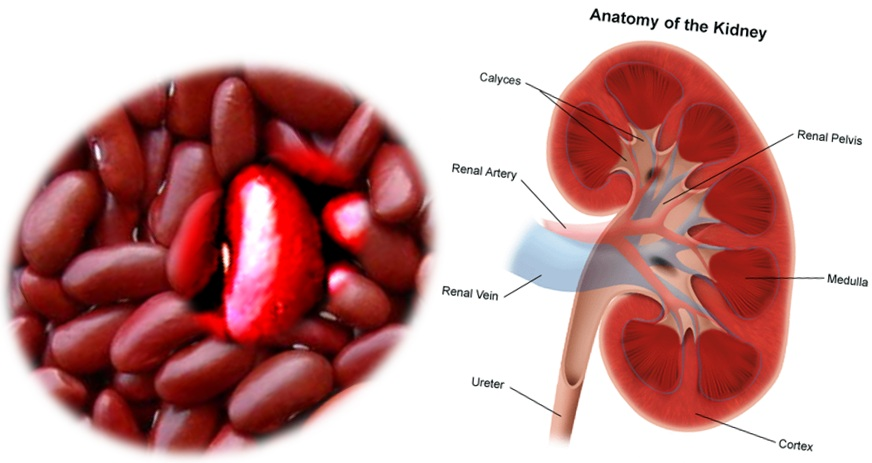 Anatomy of the Kidney
Calyces
Renal Pelvis
Renal Artery
Medulla
Renal Vein
Ureter
Cortex